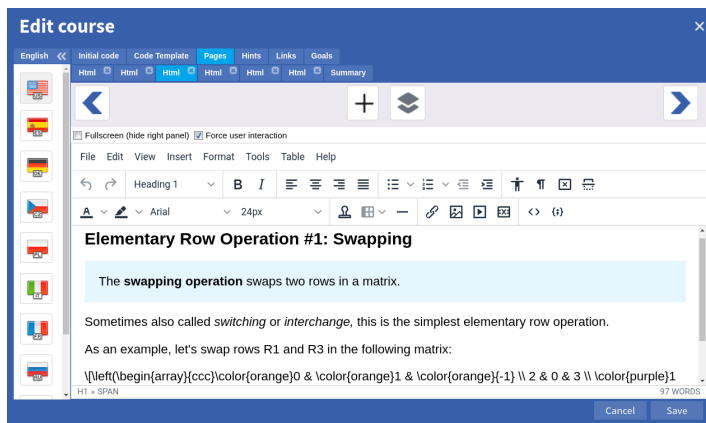 Edit course
English Initial code Code Template Pages Hints Links Goals
Html Html Html Html Html Html Summary
Fullscreen (hide right panel) Force user interaction
File Edit View Insert Format Tools Table Help
Heading 1 B I
A Arial 24px
Elementary Row Operation #1: Swapping
The swapping operation swaps two rows in a matrix.
Sometimes also called switching or interchange, this is the simplest elementary row operation.
As an example, let's swap rows R1 and R3 in the following matrix:
\[\left(\begin{array}{ccc}\color{orange}0 & \color{orange}1 & \color{orange}{-1} \\ 2 & 0 & 3 \\ \color{purple}1
H1 » SPAN 97 WORDS
Cancel Save